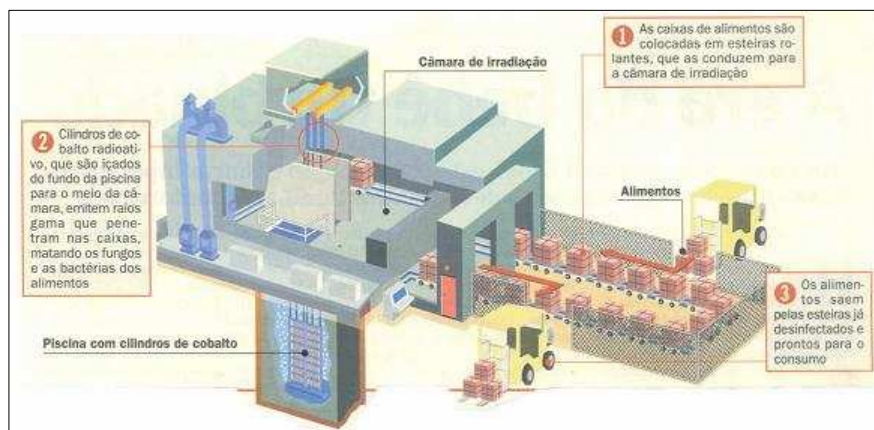 1 As caixas de alimentos são
colocadas em esteiras ro-
lantes, que as conduzem para
a câmara de irradiação
Câmara de irradiação
2 Cilindros de co-
balto radioati-
vo, que são içados
do fundo da piscina
para o meio da câ-
mara, emitem raios
gama que pene-
tram nas caixas,
matando os fungos
e as bactérias dos
alimentos
Alimentos
3 Os alimen-
tos saem
pelas esteiras já
desinfectados e
prontos para o
consumo
Piscina com cilindros de cobalto